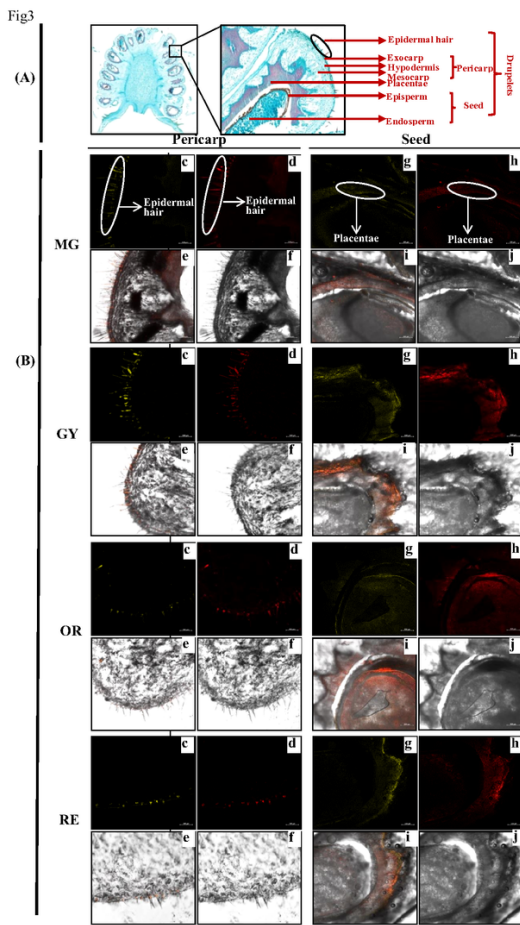 Fig3
(A)
Epidermal hair
Exocarp
Hypodermis
Mesocarp
Pericarp
Placentae
Episperm
Seed
Endosperm
Drupelets
Pericarp
Seed
(B)
MG
c
d
g
h
Epidermal
hair
Epidermal
hair
Placentae
Placentae
e
f
i
j
GY
c
d
g
h
e
f
i
j
OR
c
d
g
h
e
f
i
j
RE
c
d
g
h
e
f
i
j